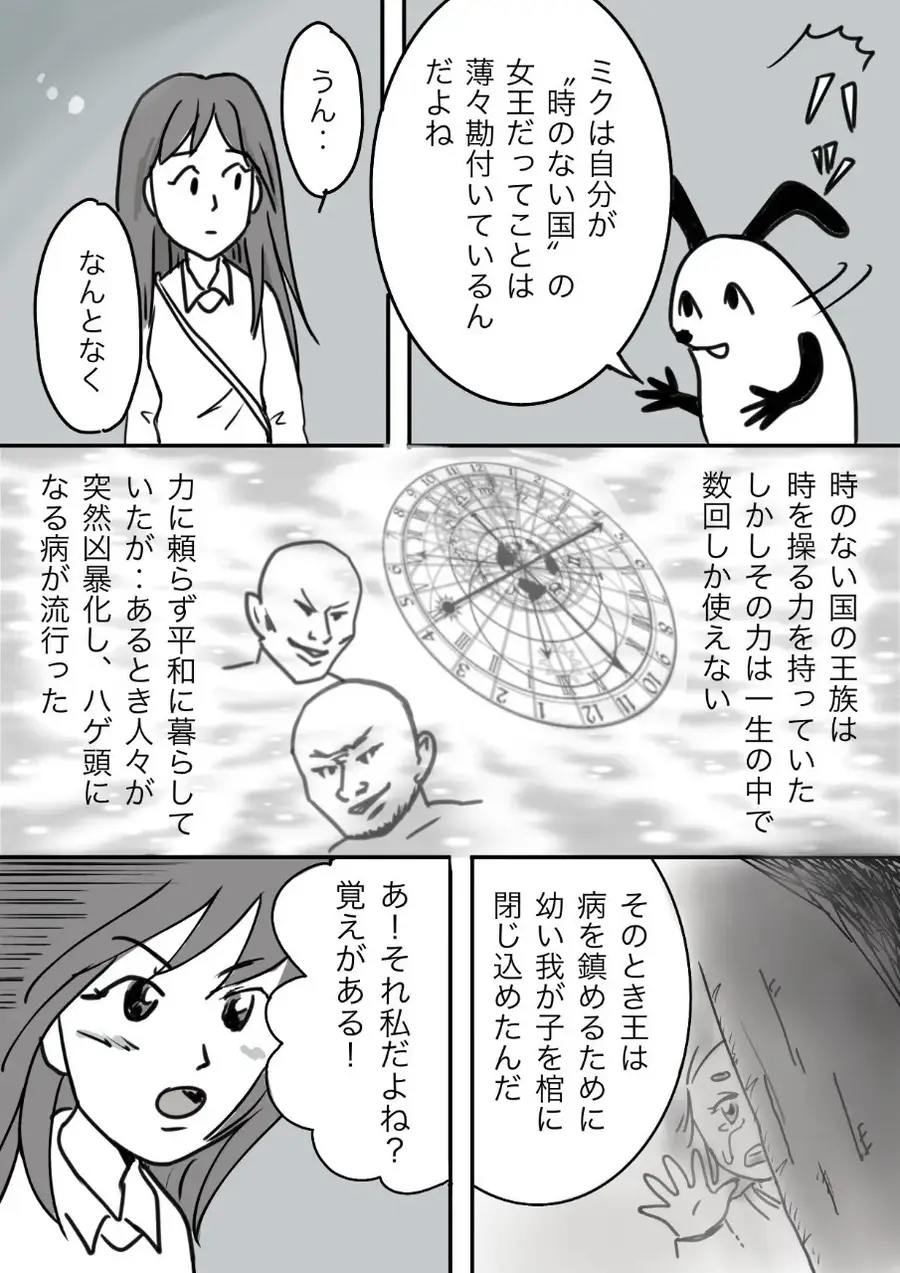 ミクは自分が
〝時のない国〟の
女王だってことは
薄々勘付いているん
だよね
うん‥
なんとなく
時のない国の王族は
時を操る力を持っていた
しかしその力は一生の中で
数回しか使えない
力に頼らず平和に暮らして
いたが‥あるとき人々が
突然凶暴化し、ハゲ頭に
なる病が流行った
そのとき王は
病を鎮めるために
幼い我が子を棺に
閉じ込めたんだ
あ！それ私だよね？
覚えがある！